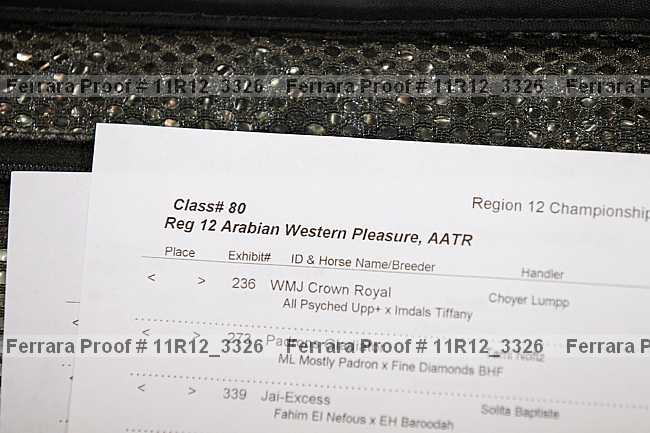 Ferrara Proof # 11R12_3326 Ferrara Proof # 11R12_3326 Ferrara Proof
Class# 80
Region 12 Championship
Reg 12 Arabian Western Pleasure, AATR
Place Exhibit# ID & Horse Name/Breeder Handler
< > 236 WMJ Crown Royal Choyer Lumpp
All Psyched Upp+ x Imdals Tiffany
< > 273
Ferrara Proof # 11R12_3326 Ferrara Proof # 11R12_3326 Ferrara Proof
ML Mostly Padron x Fine Diamonds BHF
< > 339 Jai-Excess Solita Baptiste
Fahim El Nefous x EH Baroodah